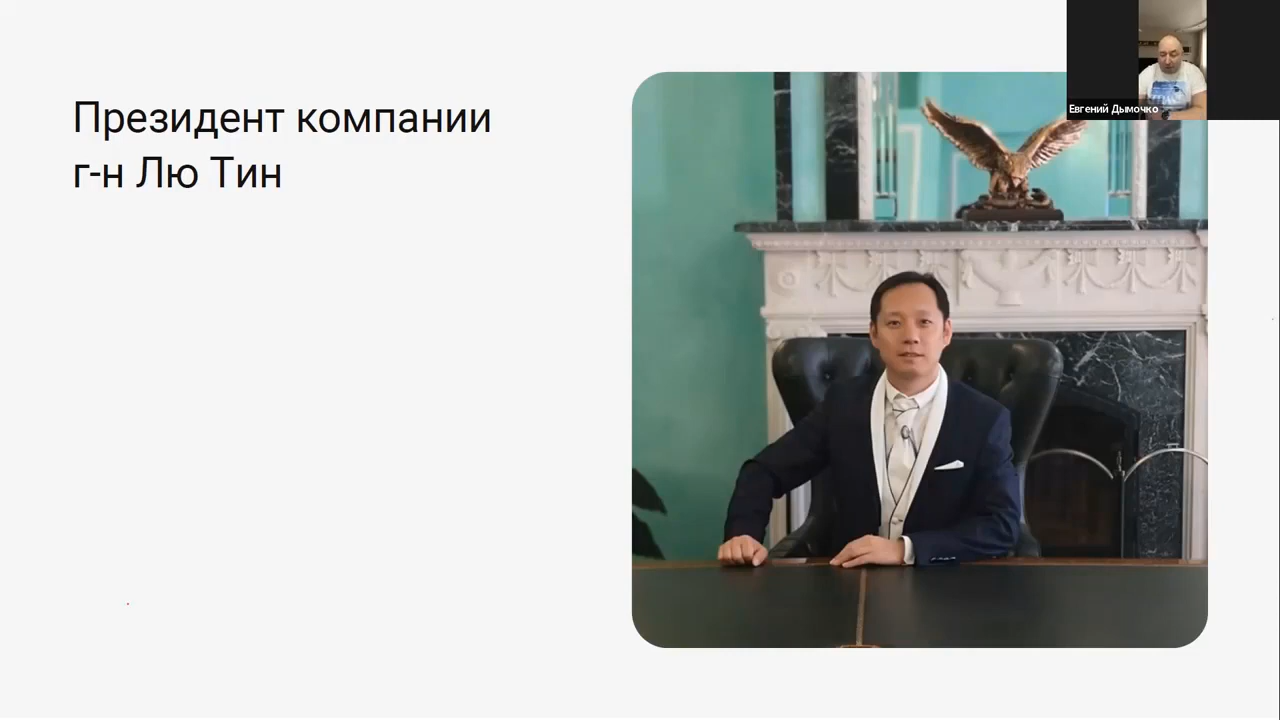 Президент компании
г-н Лю Тин
Евгений Дымочко